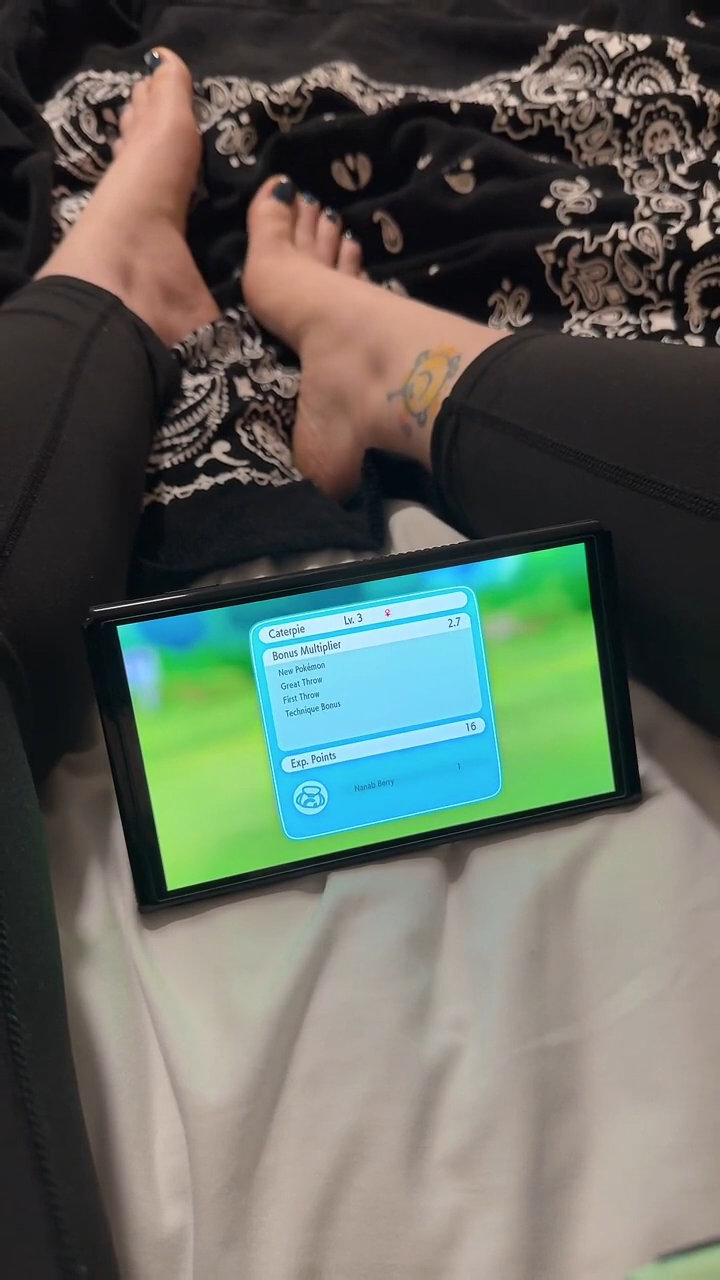 Caterpie Lv. 3 ♀
Bonus Multiplier 2.7
New Pokémon
Great Throw
First Throw
Technique Bonus
Exp. Points 16
Nanab Berry 1